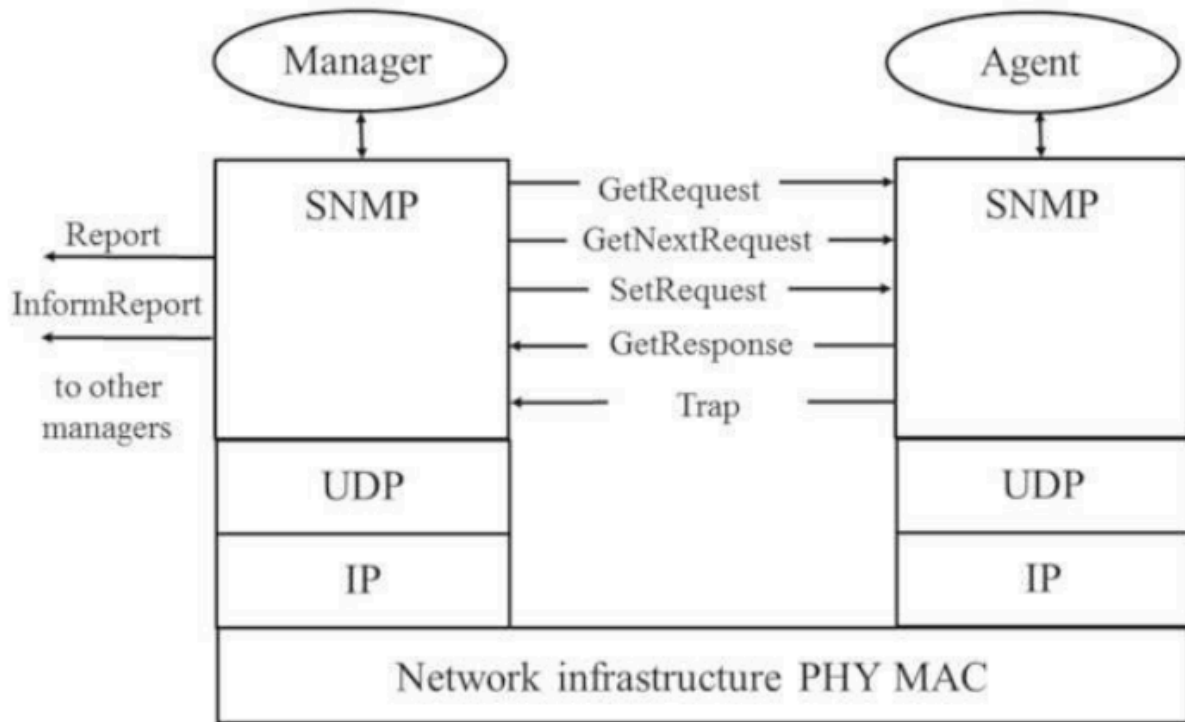 Manager
Agent
SNMP
SNMP
GetRequest
GetNextRequest
SetRequest
GetResponse
Trap
Report
InformReport
to other
managers
UDP
UDP
IP
IP
Network infrastructure PHY MAC